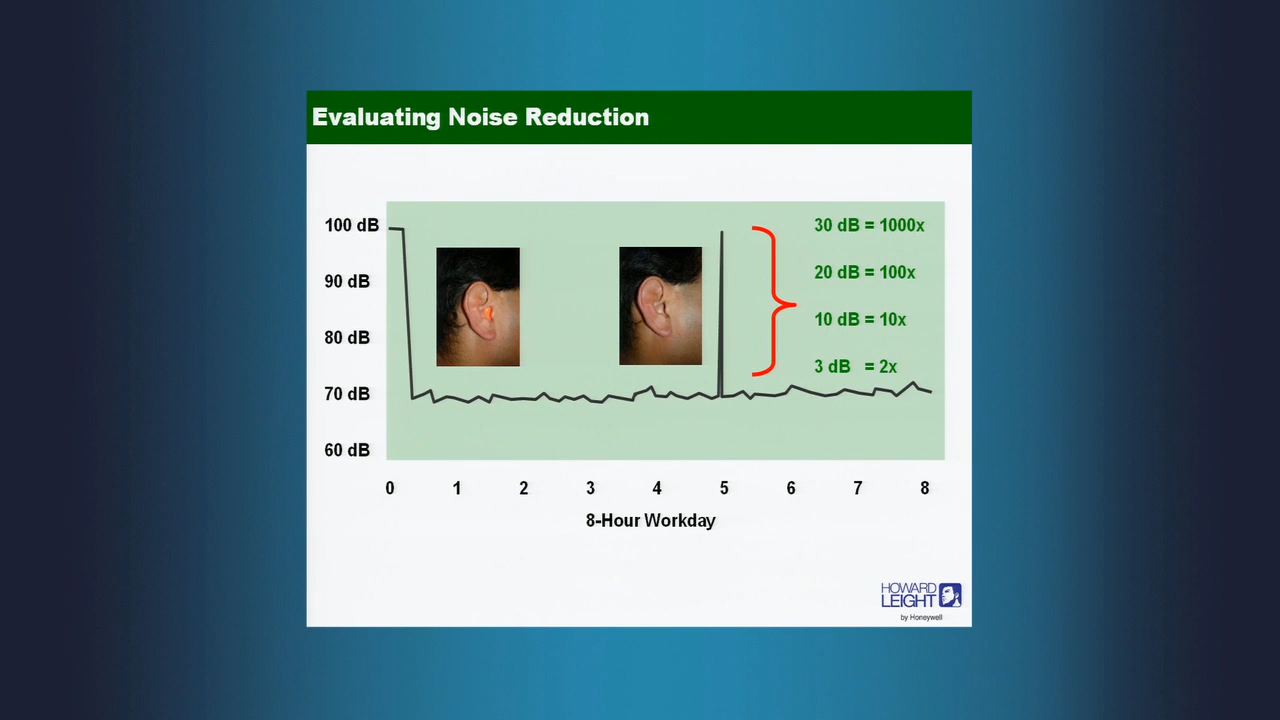 Evaluating Noise Reduction
100 dB
90 dB
80 dB
70 dB
60 dB
30 dB = 1000x
20 dB = 100x
10 dB = 10x
3 dB = 2x
0 1 2 3 4 5 6 7 8
8-Hour Workday
HOWARD
LEIGHT
by Honeywell